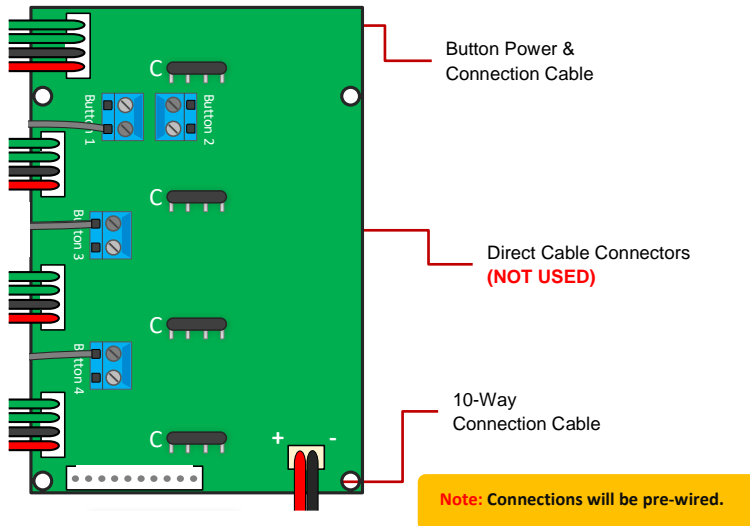 C
Button 1
Button 2
C
Button 3
C
Button 4
C
+ -
Button Power &
Connection Cable
Direct Cable Connectors
(NOT USED)
10-Way
Connection Cable
Note: Connections will be pre-wired.